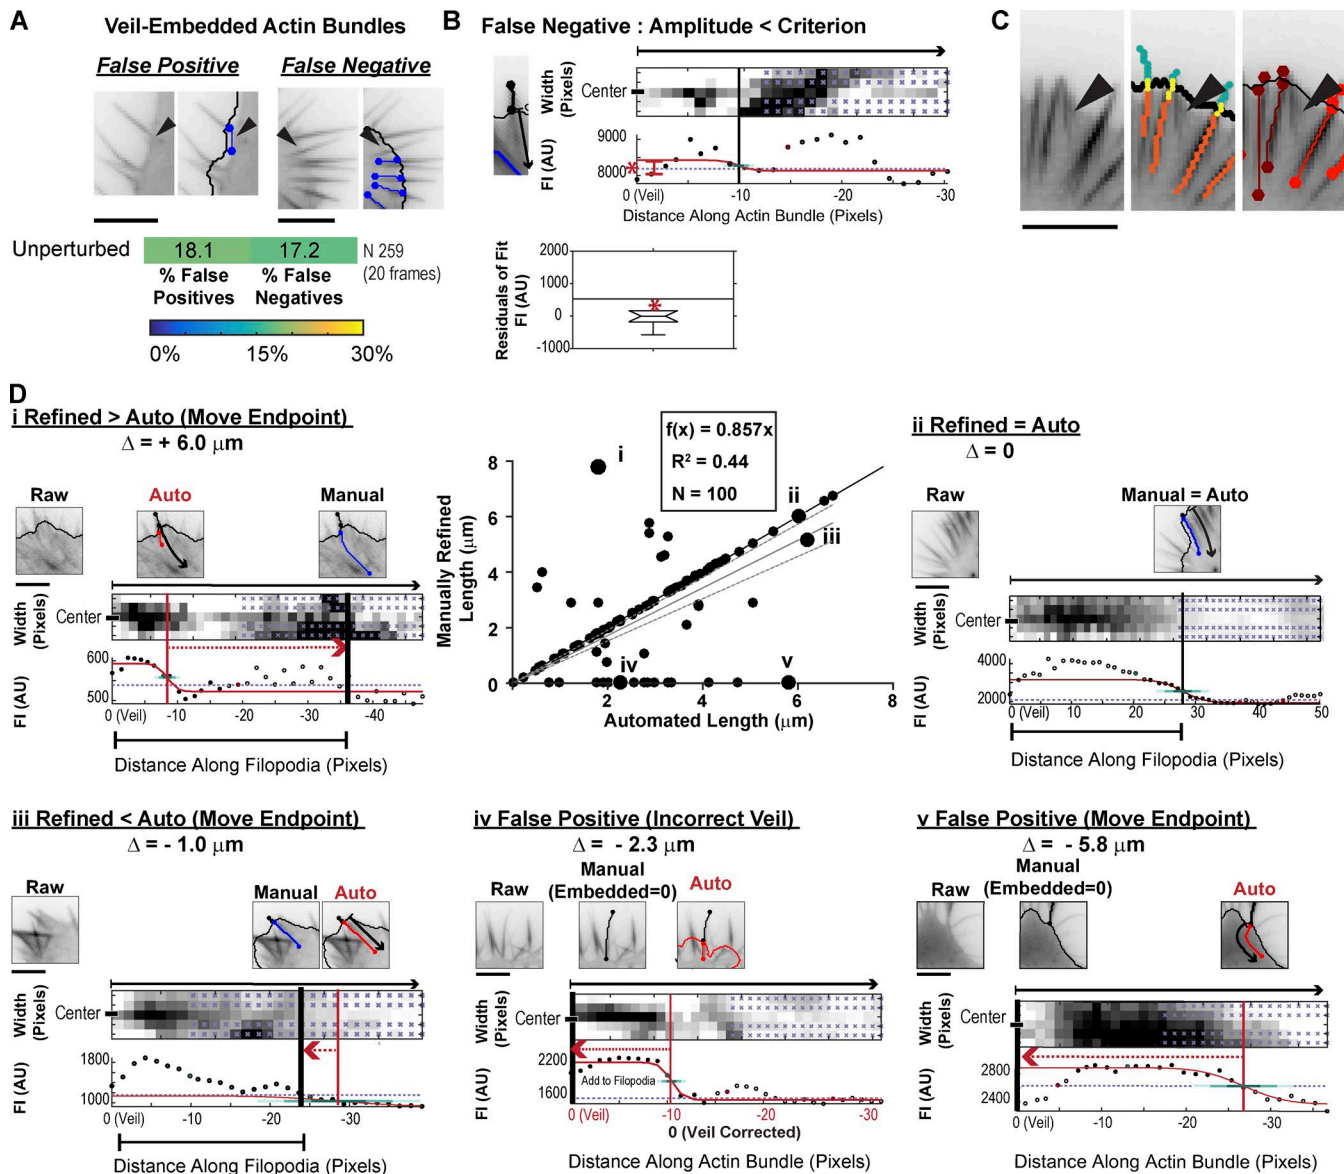 A
Veil-Embedded Actin Bundles
False Positive
False Negative
Unperturbed
18.1
17.2
N 259
(20 frames)
% False
Positives
% False
Negatives
0%
15%
30%
B
False Negative : Amplitude < Criterion
Width
(Pixels)
Center
FI (AU)
9000
8000
0 (Veil)
-10
-20
-30
Distance Along Actin Bundle (Pixels)
Residuals of Fit
FI (AU)
2000
1000
0
-1000
C
D
i Refined > Auto (Move Endpoint)
Δ = + 6.0 μm
Raw
Auto
Manual
Width
(Pixels)
Center
FI (AU)
600
500
0 (Veil)
-10
-20
-30
-40
Distance Along Filopodia (Pixels)
f(x) = 0.857x
R² = 0.44
N = 100
Manually Refined
Length (μm)
8
6
4
2
0
2
4
6
8
i
ii
iii
iv
v
Automated Length (μm)
ii Refined = Auto
Δ = 0
Raw
Manual = Auto
Width
(Pixels)
Center
FI (AU)
4000
2000
0 (Veil)
10
20
30
40
50
Distance Along Filopodia (Pixels)
iii Refined < Auto (Move Endpoint)
Δ = - 1.0 μm
Raw
Manual
Auto
Width
(Pixels)
Center
FI (AU)
1800
1000
0 (Veil)
-10
-20
-30
Distance Along Filopodia (Pixels)
iv False Positive (Incorrect Veil)
Δ = - 2.3 μm
Raw
Manual
(Embedded=0)
Auto
Width
(Pixels)
Center
FI (AU)
2200
1600
Add to Filopodia
0 (Veil)
-10
-20
-30
0 (Veil Corrected)
Distance Along Actin Bundle (Pixels)
v False Positive (Move Endpoint)
Δ = - 5.8 μm
Raw
Manual
(Embedded=0)
Auto
Width
(Pixels)
Center
FI (AU)
2800
2400
0 (Veil)
-10
-20
-30
Distance Along Actin Bundle (Pixels)